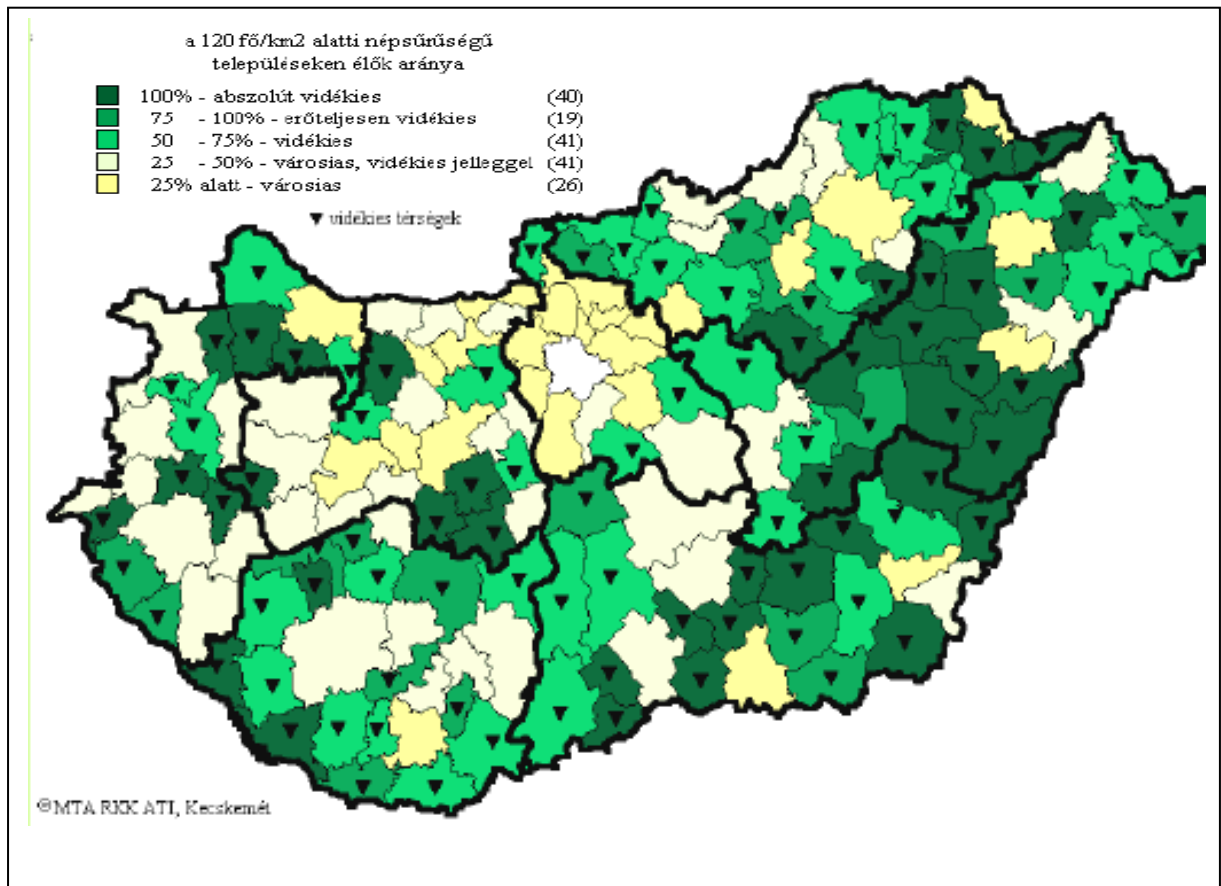 a 120 fő/km2 alatti népsűrűségű
településeken élők aránya
100% - abszolút vidékies (40)
75 - 100% - erőteljesen vidékies (19)
50 - 75% - vidékies (41)
25 - 50% - városias, vidékies jelleggel (41)
25% alatt - városias (26)
▼ vidékies térségek
©MTA RKK ATI, Kecskemét